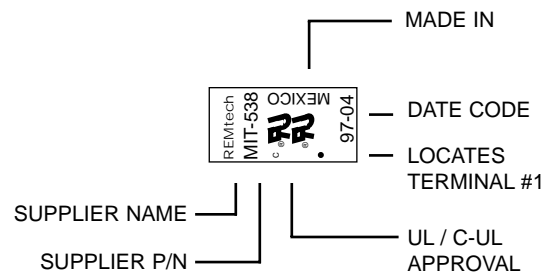 MADE IN
REMtech
MIT-538
c ® ®
MEXICO
97-04
DATE CODE
LOCATES
TERMINAL #1
SUPPLIER NAME
SUPPLIER P/N
UL / C-UL
APPROVAL